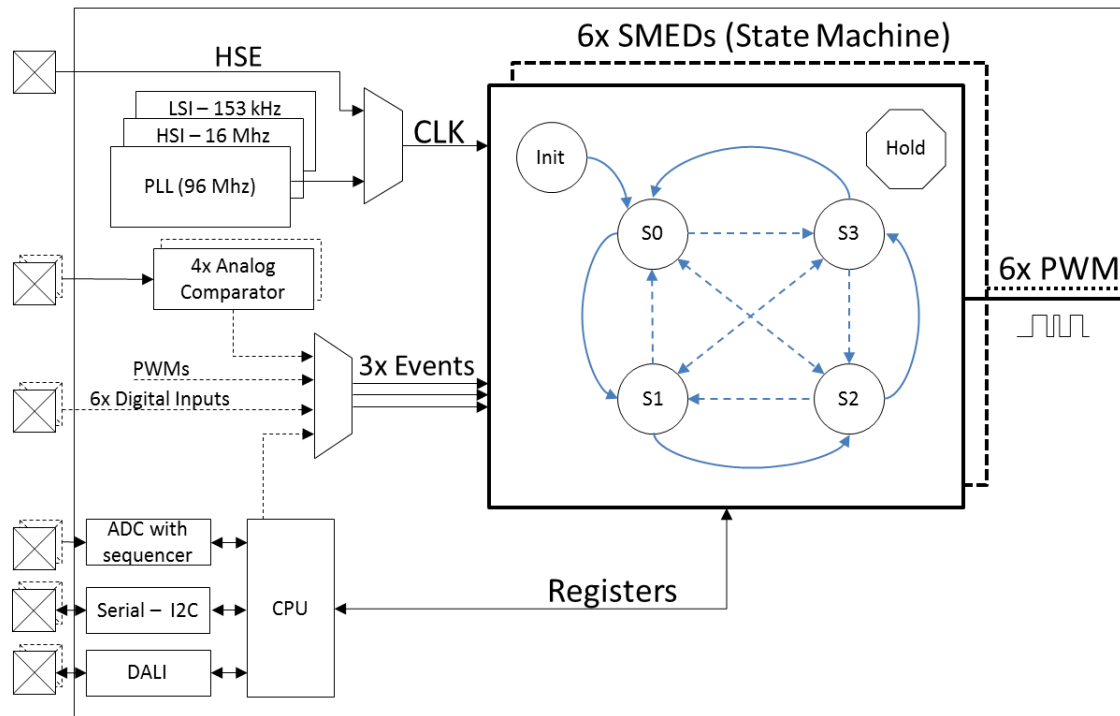 6x SMEDs (State Machine)
HSE
LSI – 153 kHz
HSI – 16 Mhz
PLL (96 Mhz)
CLK
Init
Hold
S0
S3
S1
S2
6x PWM
4x Analog
Comparator
PWMs
6x Digital Inputs
3x Events
ADC with
sequencer
Serial – I2C
DALI
CPU
Registers